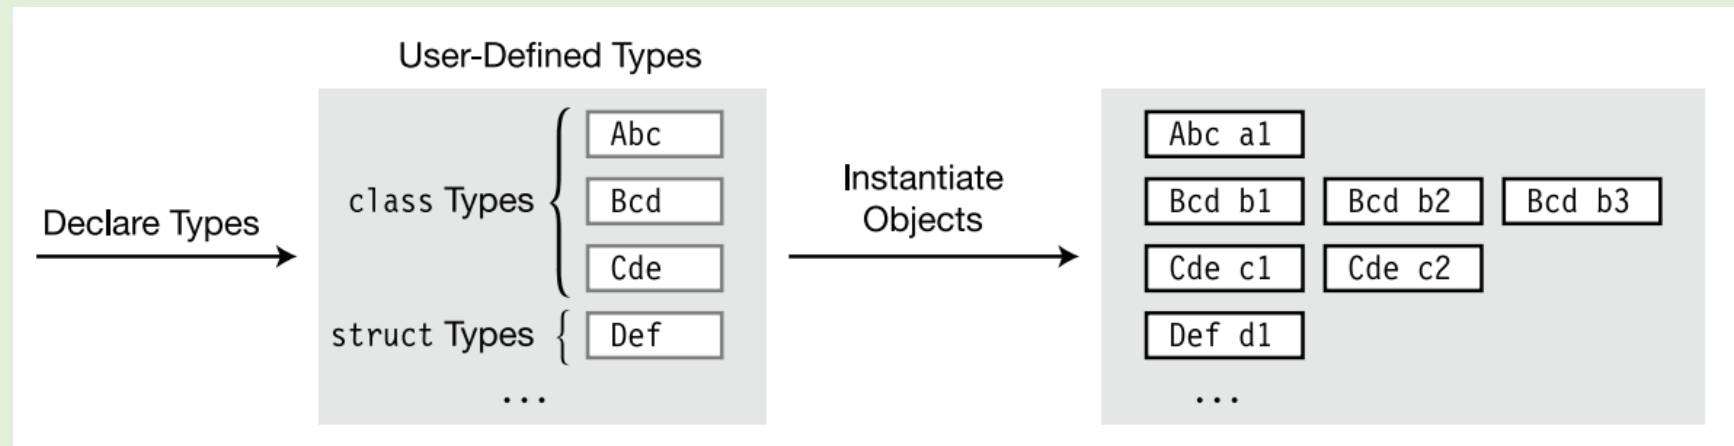 User-Defined Types
Declare Types
class Types
Abc
Bcd
Cde
struct Types
Def
...
Instantiate
Objects
Abc a1
Bcd b1 Bcd b2 Bcd b3
Cde c1 Cde c2
Def d1
...